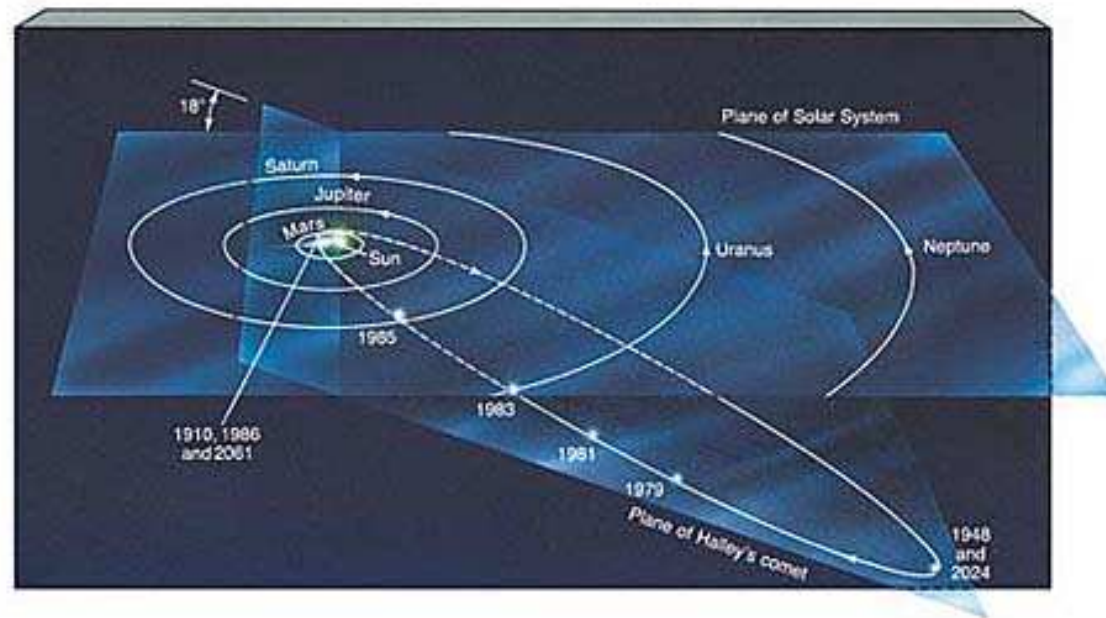 18°
Plane of Solar System
Saturn
Jupiter
Mars
Sun
Uranus
Neptune
1985
1983
1910, 1986
and 2061
1981
1979
Plane of Halley's comet
1948
and
2024